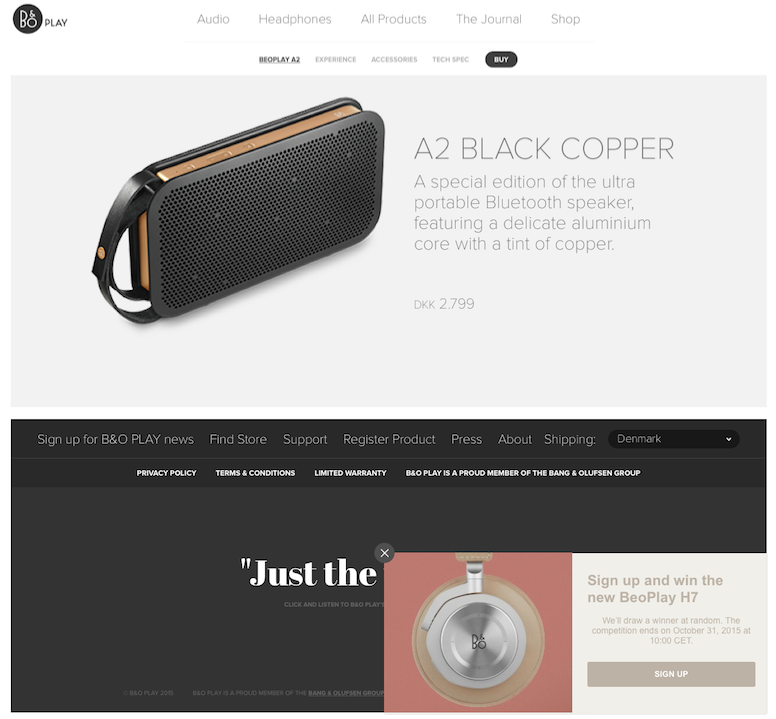 B&O PLAY
Audio Headphones All Products The Journal Shop
BEOPLAY A2 EXPERIENCE ACCESSORIES TECH SPEC BUY
A2 BLACK COPPER
A special edition of the ultra
portable Bluetooth speaker,
featuring a delicate aluminium
core with a tint of copper.
DKK 2.799
Sign up for B&O PLAY news Find Store Support Register Product Press About Shipping: Denmark
PRIVACY POLICY TERMS & CONDITIONS LIMITED WARRANTY B&O PLAY IS A PROUD MEMBER OF THE BANG & OLUFSEN GROUP
"Just the
CLICK AND LISTEN TO B&O PLAY'S
B&O
Sign up and win the
new BeoPlay H7
We'll draw a winner at random. The
competition ends on October 31, 2015 at
10:00 CET.
SIGN UP
© B&O PLAY 2015 B&O PLAY IS A PROUD MEMBER OF THE BANG & OLUFSEN GROUP